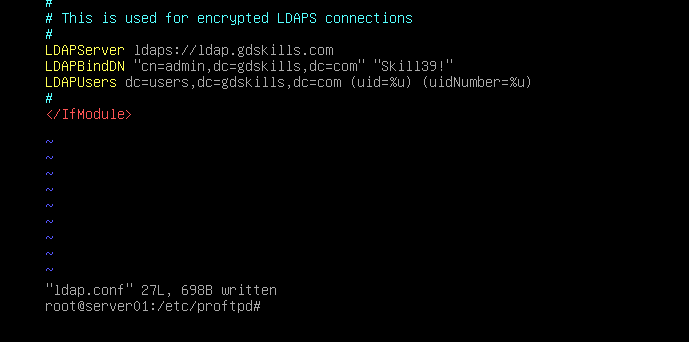 #
# This is used for encrypted LDAPS connections
#
LDAPServer ldaps://ldap.gdskills.com
LDAPBindDN "cn=admin,dc=gdskills,dc=com" "Skill39!"
LDAPUsers dc=users,dc=gdskills,dc=com (uid=%u) (uidNumber=%u)
#
</IfModule>
~
~
~
~
~
~
~
~
~
"ldap.conf" 27L, 698B written
root@server01:/etc/proftpd#